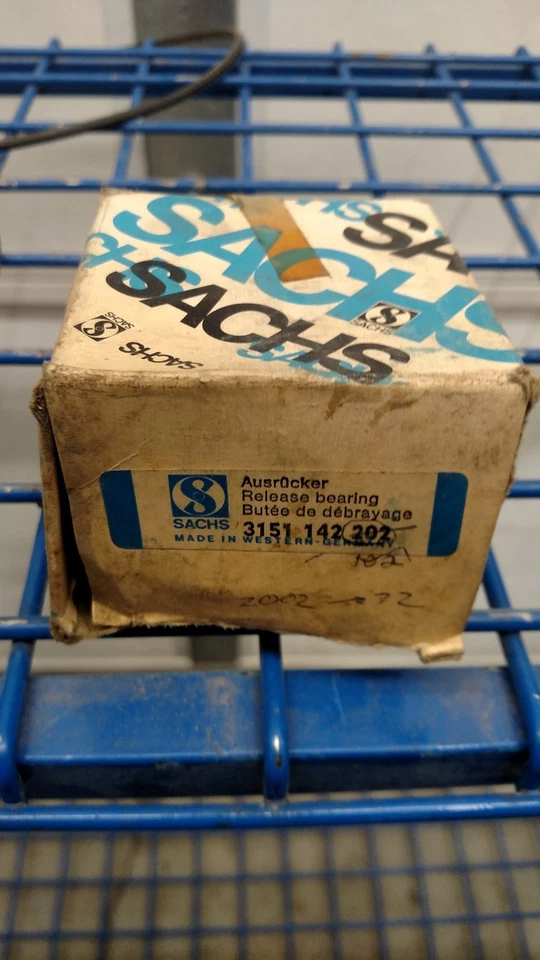 SACHS
SACHS
SACHS
SACHS
SACHS
SACHS
Ausrücker
Release bearing
Butée de débrayage
SACHS
3151 142 202
MADE IN WESTERN GERMANY
2002 → 72